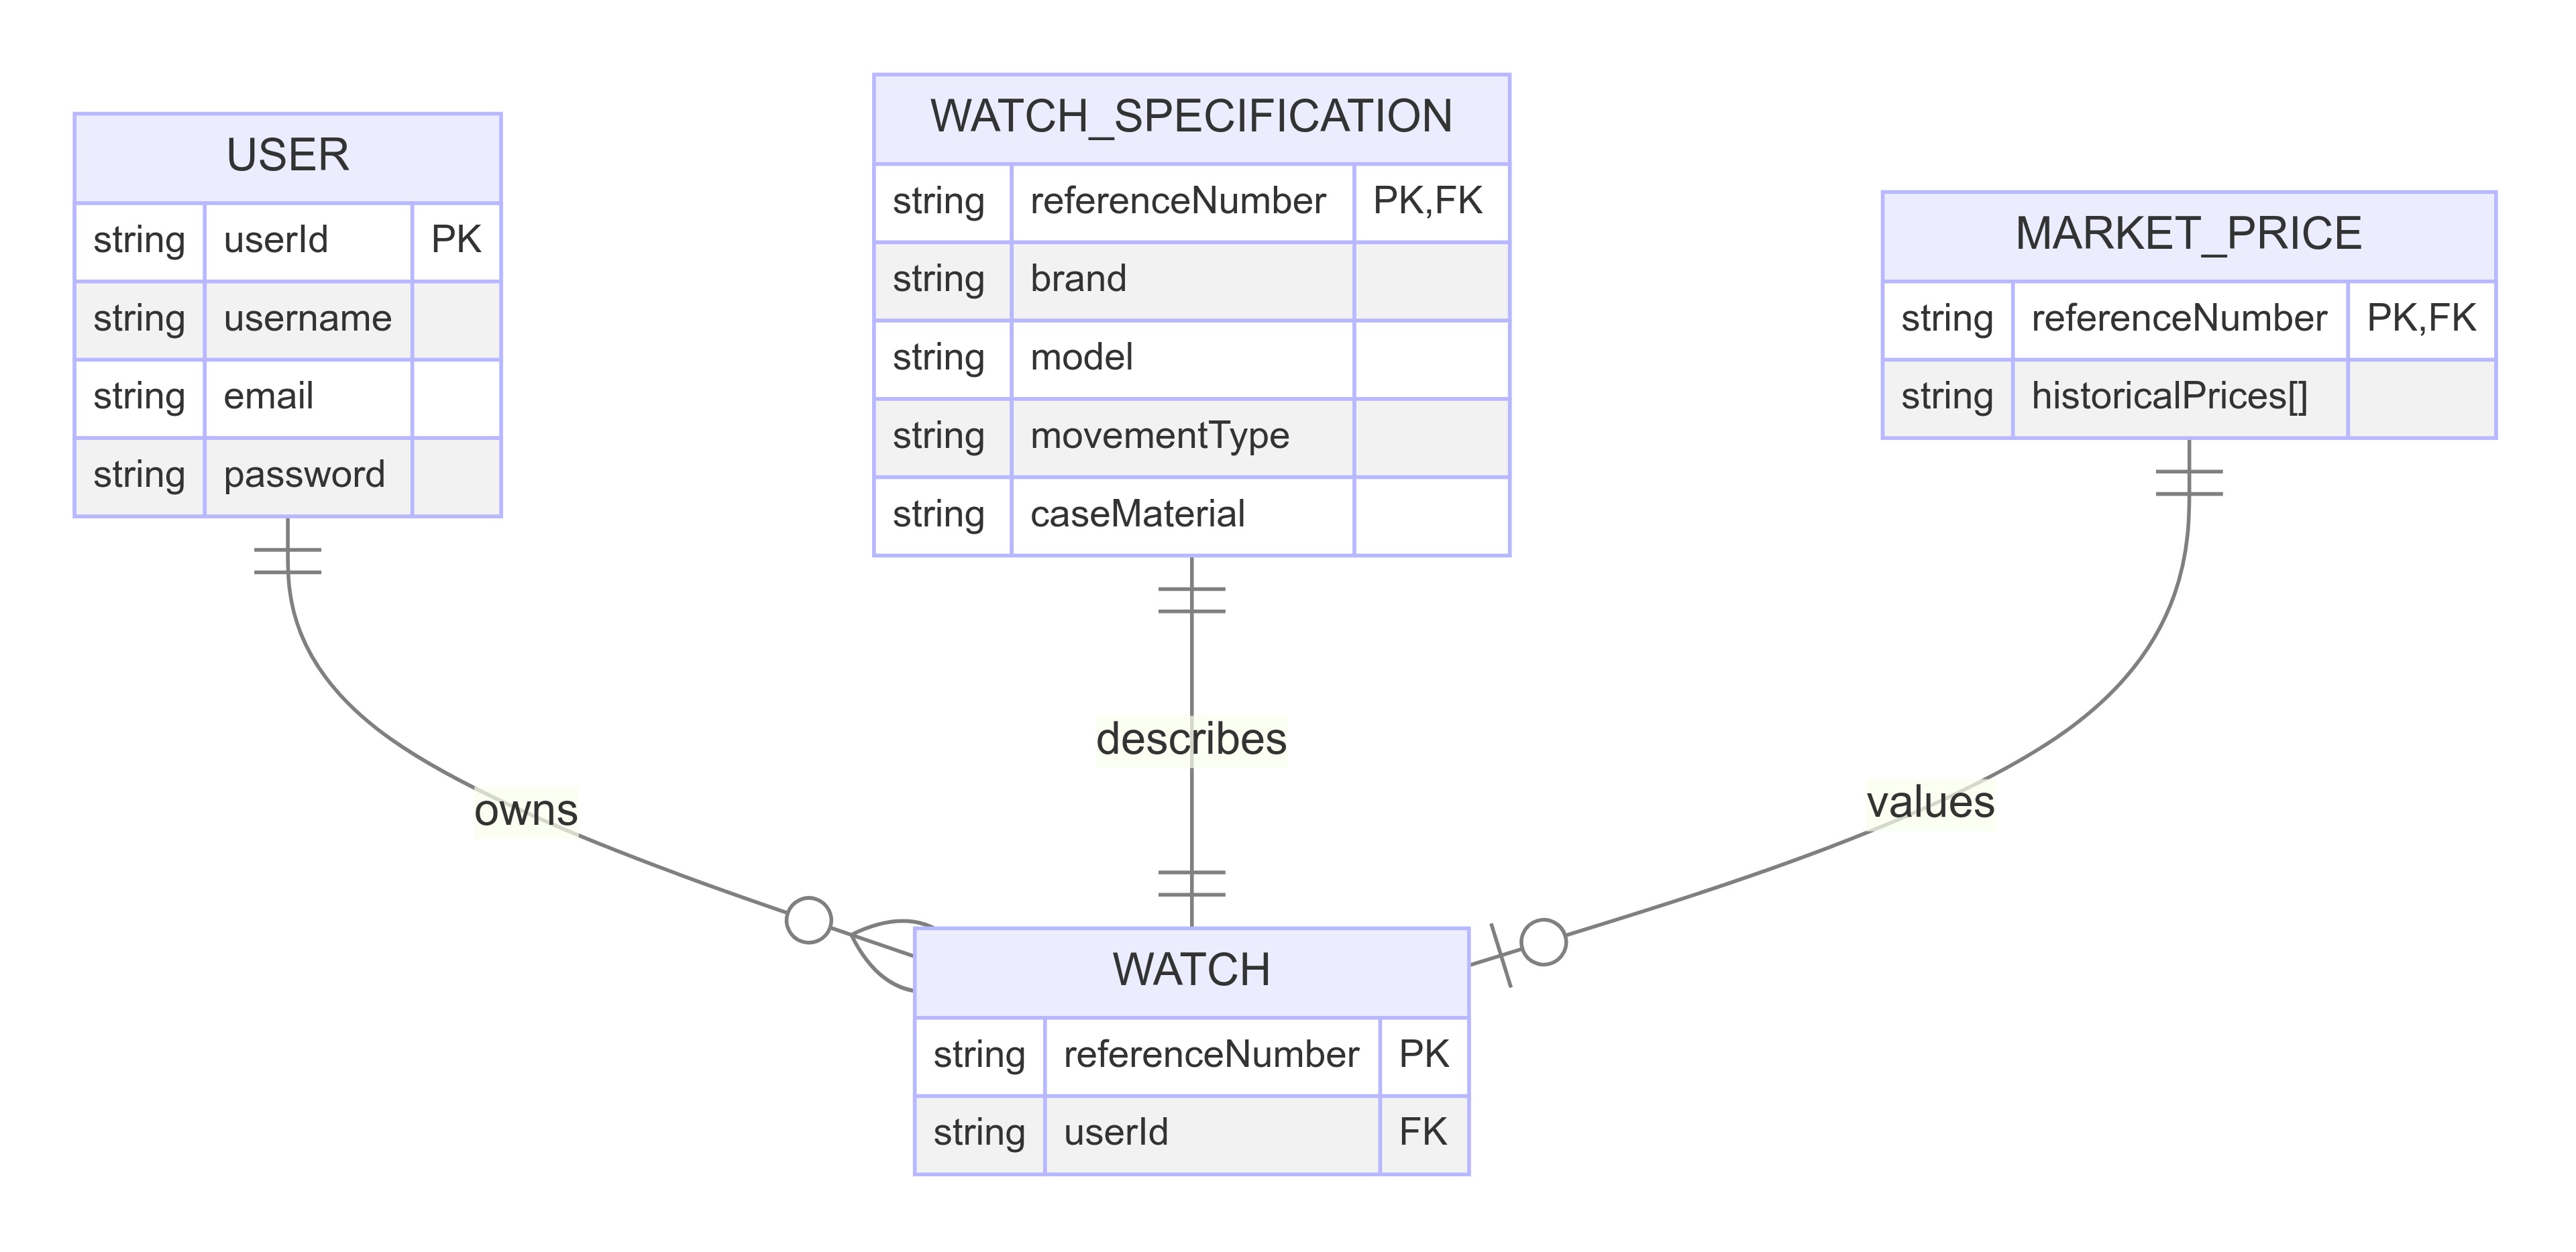 USER
string userId PK
string username
string email
string password
WATCH_SPECIFICATION
string referenceNumber PK,FK
string brand
string model
string movementType
string caseMaterial
MARKET_PRICE
string referenceNumber PK,FK
string historicalPrices[]
owns
describes
values
WATCH
string referenceNumber PK
string userId FK